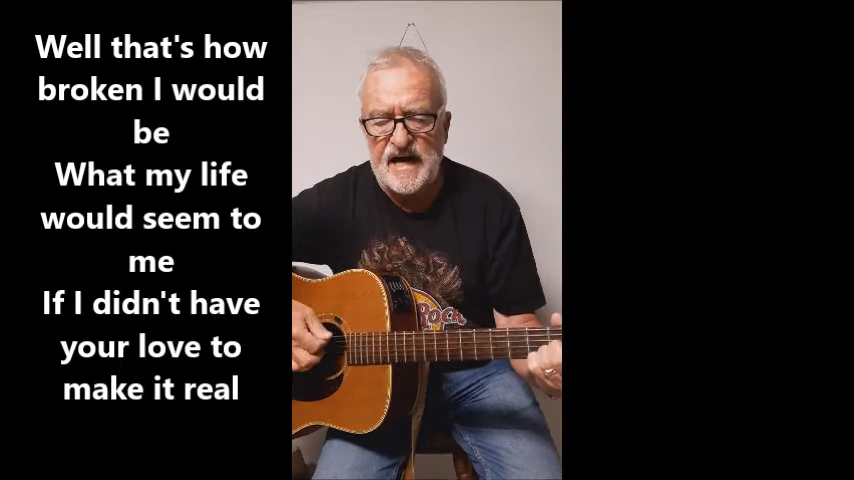 Well that's how
broken I would
be
What my life
would seem to
me
If I didn't have
your love to
make it real
ROCK